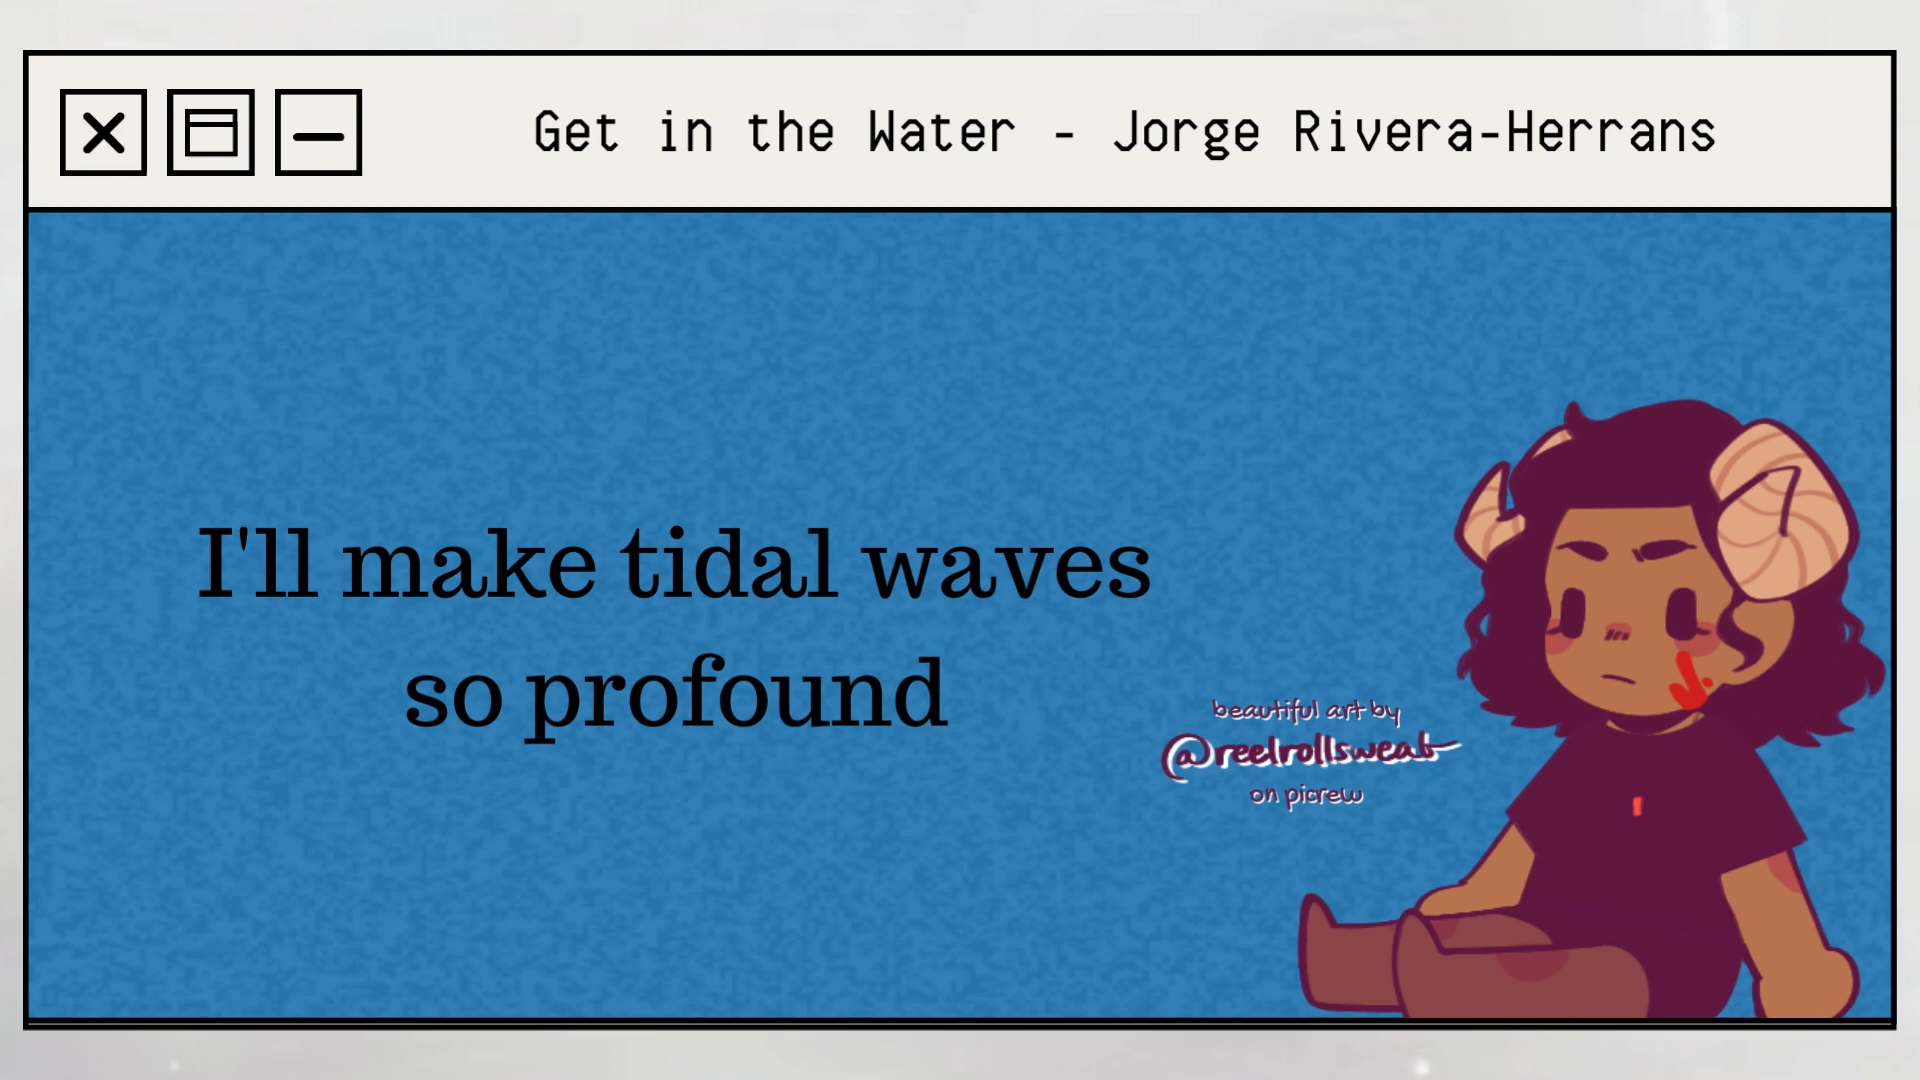 Get in the Water - Jorge Rivera-Herrans
I'll make tidal waves
so profound
beautiful art by
@reelrollsweat
on picrew